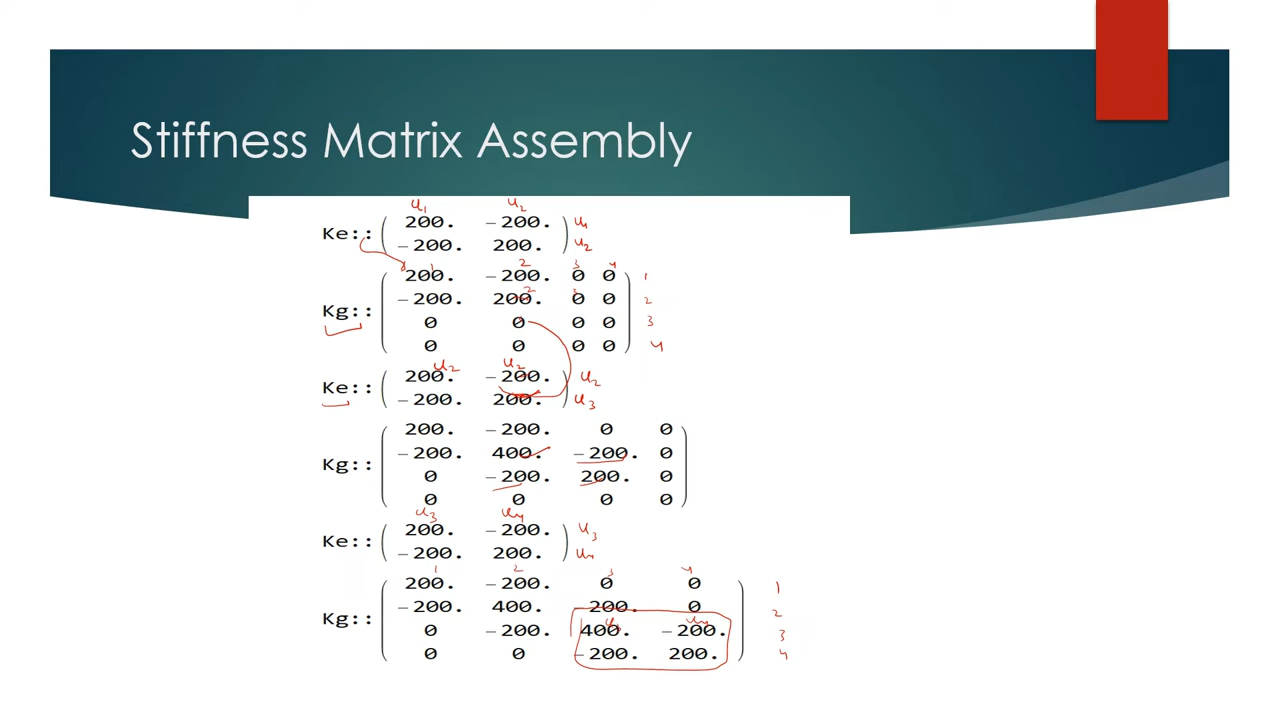 Stiffness Matrix Assembly
u1 u2
Ke:: ( 200. -200. ) u1
( -200. 200. ) u2
1 2 3 4
200. -200. 0 0 1
2 3
Kg:: -200. 200. 0 0 2
0 0 0 0 3
0 0 0 0 4
u2 u2
Ke:: ( 200. -200. ) u2
( -200. 200. ) u3
200. -200. 0 0
Kg:: -200. 400. -200. 0
0 -200. 200. 0
0 0 0 0
u3 u4
Ke:: ( 200. -200. ) u3
( -200. 200. ) u4
1 2 3 4
200. -200. 0 0 1
Kg:: -200. 400. -200. 0 2
u3 u4
0 -200. 400. -200. 3
0 0 -200. 200. 4